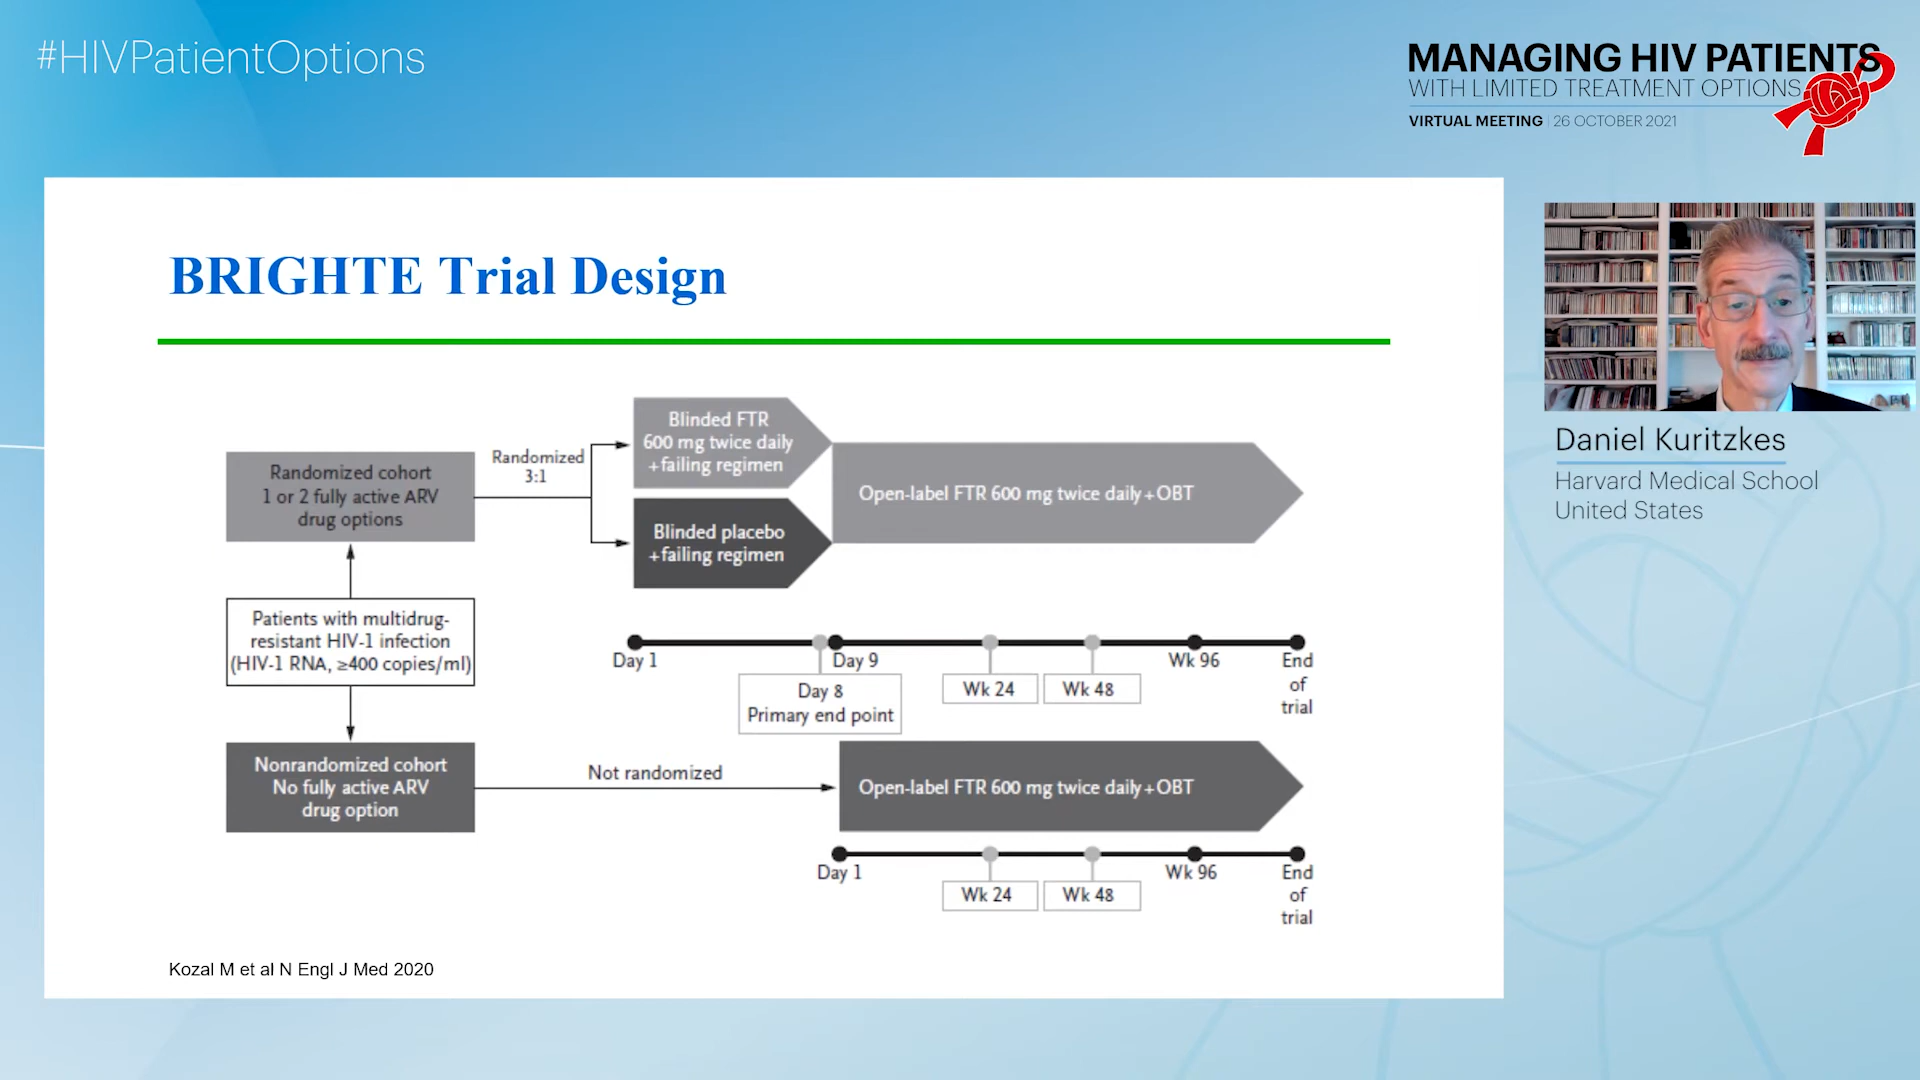 #HIVPatientOptions
MANAGING HIV PATIENTS
WITH LIMITED TREATMENT OPTIONS
VIRTUAL MEETING | 26 OCTOBER 2021
BRIGHTE Trial Design
Randomized cohort
1 or 2 fully active ARV
drug options
Randomized
3:1
Blinded FTR
600 mg twice daily
+failing regimen
Blinded placebo
+failing regimen
Open-label FTR 600 mg twice daily+OBT
Patients with multidrug-
resistant HIV-1 infection
(HIV-1 RNA, ≥400 copies/ml)
Day 1
Day 9
Wk 96
End
of
trial
Day 8
Primary end point
Wk 24
Wk 48
Nonrandomized cohort
No fully active ARV
drug option
Not randomized
Open-label FTR 600 mg twice daily+OBT
Day 1
Wk 96
End
of
trial
Wk 24
Wk 48
Kozal M et al N Engl J Med 2020
Daniel Kuritzkes
Harvard Medical School
United States